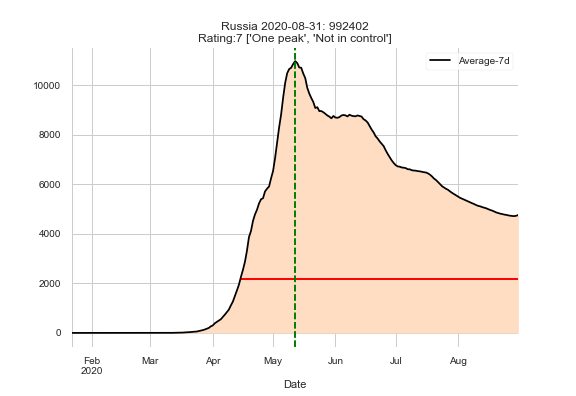 Russia 2020-08-31: 992402
Rating:7 ['One peak', 'Not in control']
Average-7d
10000
8000
6000
4000
2000
0
Feb Mar Apr May Jun Jul Aug
2020
Date